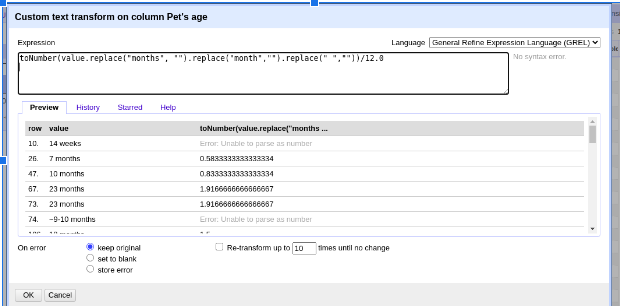 Custom text transform on column Pet's age
Expression Language General Refine Expression Language (GREL)
toNumber(value.replace("months", "").replace("month","").replace(" ",""))/12.0
No syntax error.
Preview History Starred Help
row value toNumber(value.replace("months ...
10. 14 weeks Error: Unable to parse as number
26. 7 months 0.5833333333333334
47. 10 months 0.8333333333333334
67. 23 months 1.9166666666666667
73. 23 months 1.9166666666666667
74. ~9-10 months Error: Unable to parse as number
On error keep original Re-transform up to 10 times until no change
set to blank
store error
OK Cancel